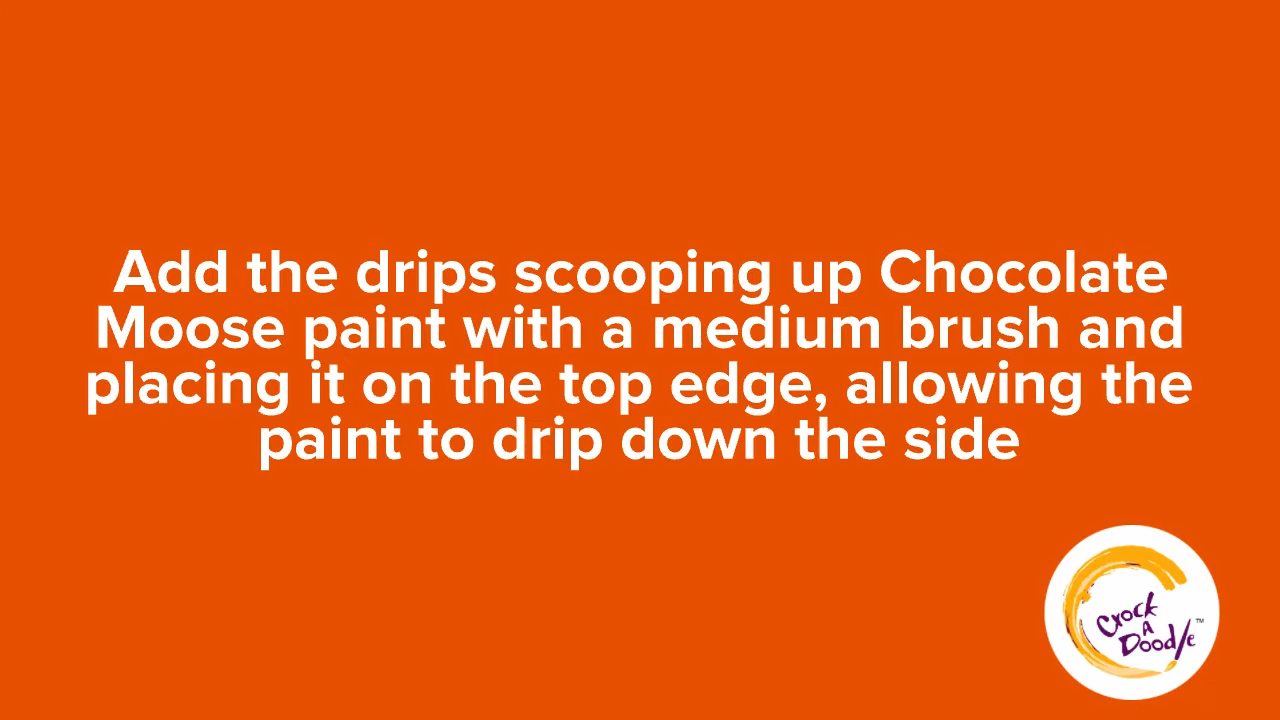 Add the drips scooping up Chocolate
Moose paint with a medium brush and
placing it on the top edge, allowing the
paint to drip down the side
Crock
A
Doodle
™